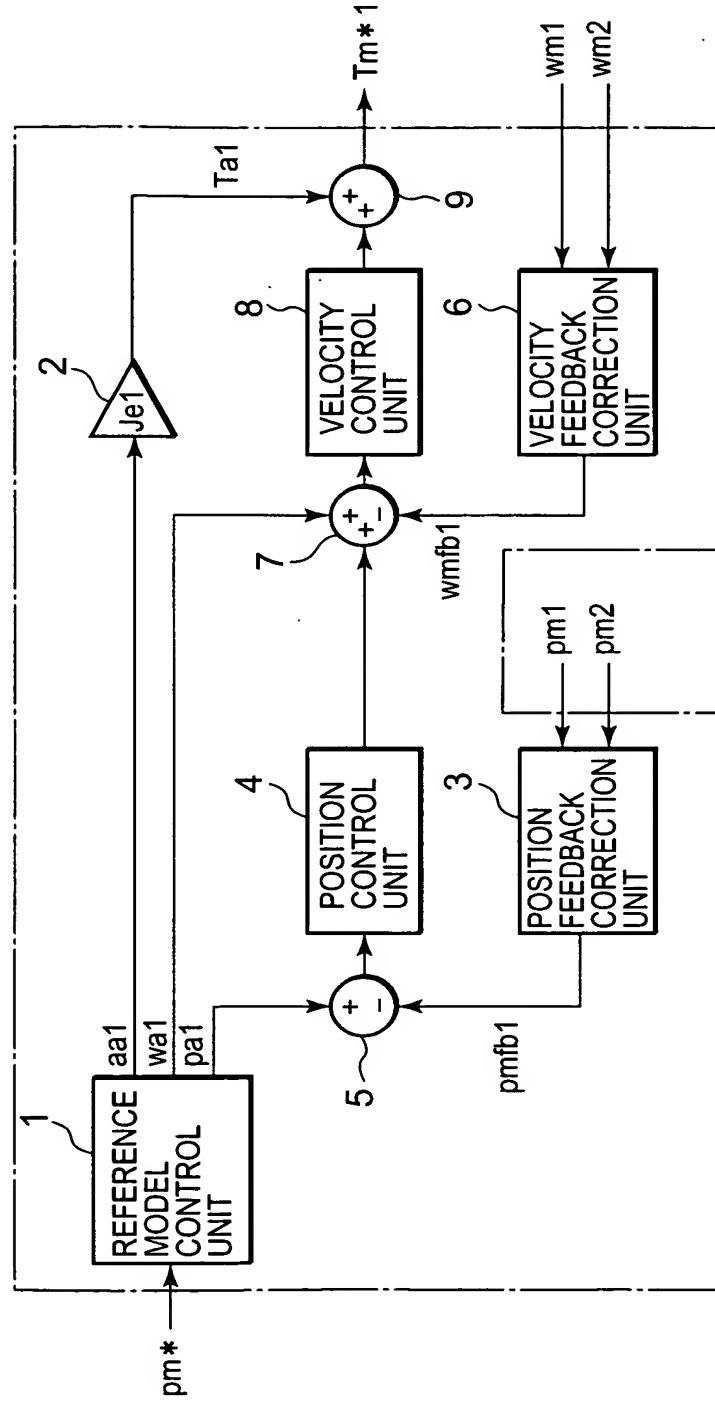 pm*
1
REFERENCE
MODEL
CONTROL
UNIT
aa1
wa1
pa1
2
Je1
Ta1
5
+
-
4
POSITION
CONTROL
UNIT
7
+
+
-
8
VELOCITY
CONTROL
UNIT
9
+
+
Tm*1
pmfb1
3
POSITION
FEEDBACK
CORRECTION
UNIT
pm1
pm2
wmfb1
6
VELOCITY
FEEDBACK
CORRECTION
UNIT
wm1
wm2